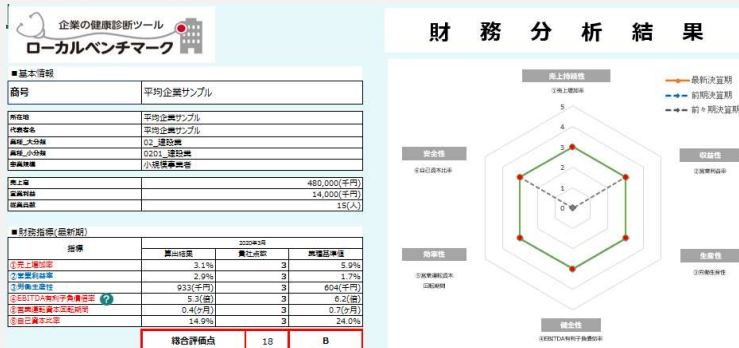 企業の健康診断ツール
ローカルベンチマーク
財務分析結果
■基本情報
商号 平均企業サンプル
所在地 平均企業サンプル
代表者名 平均企業サンプル
業種_大分類 02_建設業
業種_小分類 0201_建設業
事業規模 小規模事業者
売上高 480,000(千円)
営業利益 14,000(千円)
従業員数 15(人)
■財務指標(最新期)
指標 2020年3月
算出結果 貴社点数 業種基準値
①売上増加率 3.1% 3 5.9%
②営業利益率 2.9% 3 1.7%
③労働生産性 933(千円) 3 604(千円)
④EBITDA有利子負債倍率 ? 5.3(倍) 3 6.2(倍)
⑤営業運転資本回転期間 0.4(ヶ月) 3 0.7(ヶ月)
⑥自己資本比率 14.9% 3 24.0%
総合評価点 18 B
売上持続性
①売上増加率
最新決算期
前期決算期
前々期決算期
5
4
3
2
1
0
収益性
②営業利益率
生産性
③労働生産性
健全性
④EBITDA有利子負債倍率
効率性
⑤営業運転資本
回転期間
安全性
⑥自己資本比率